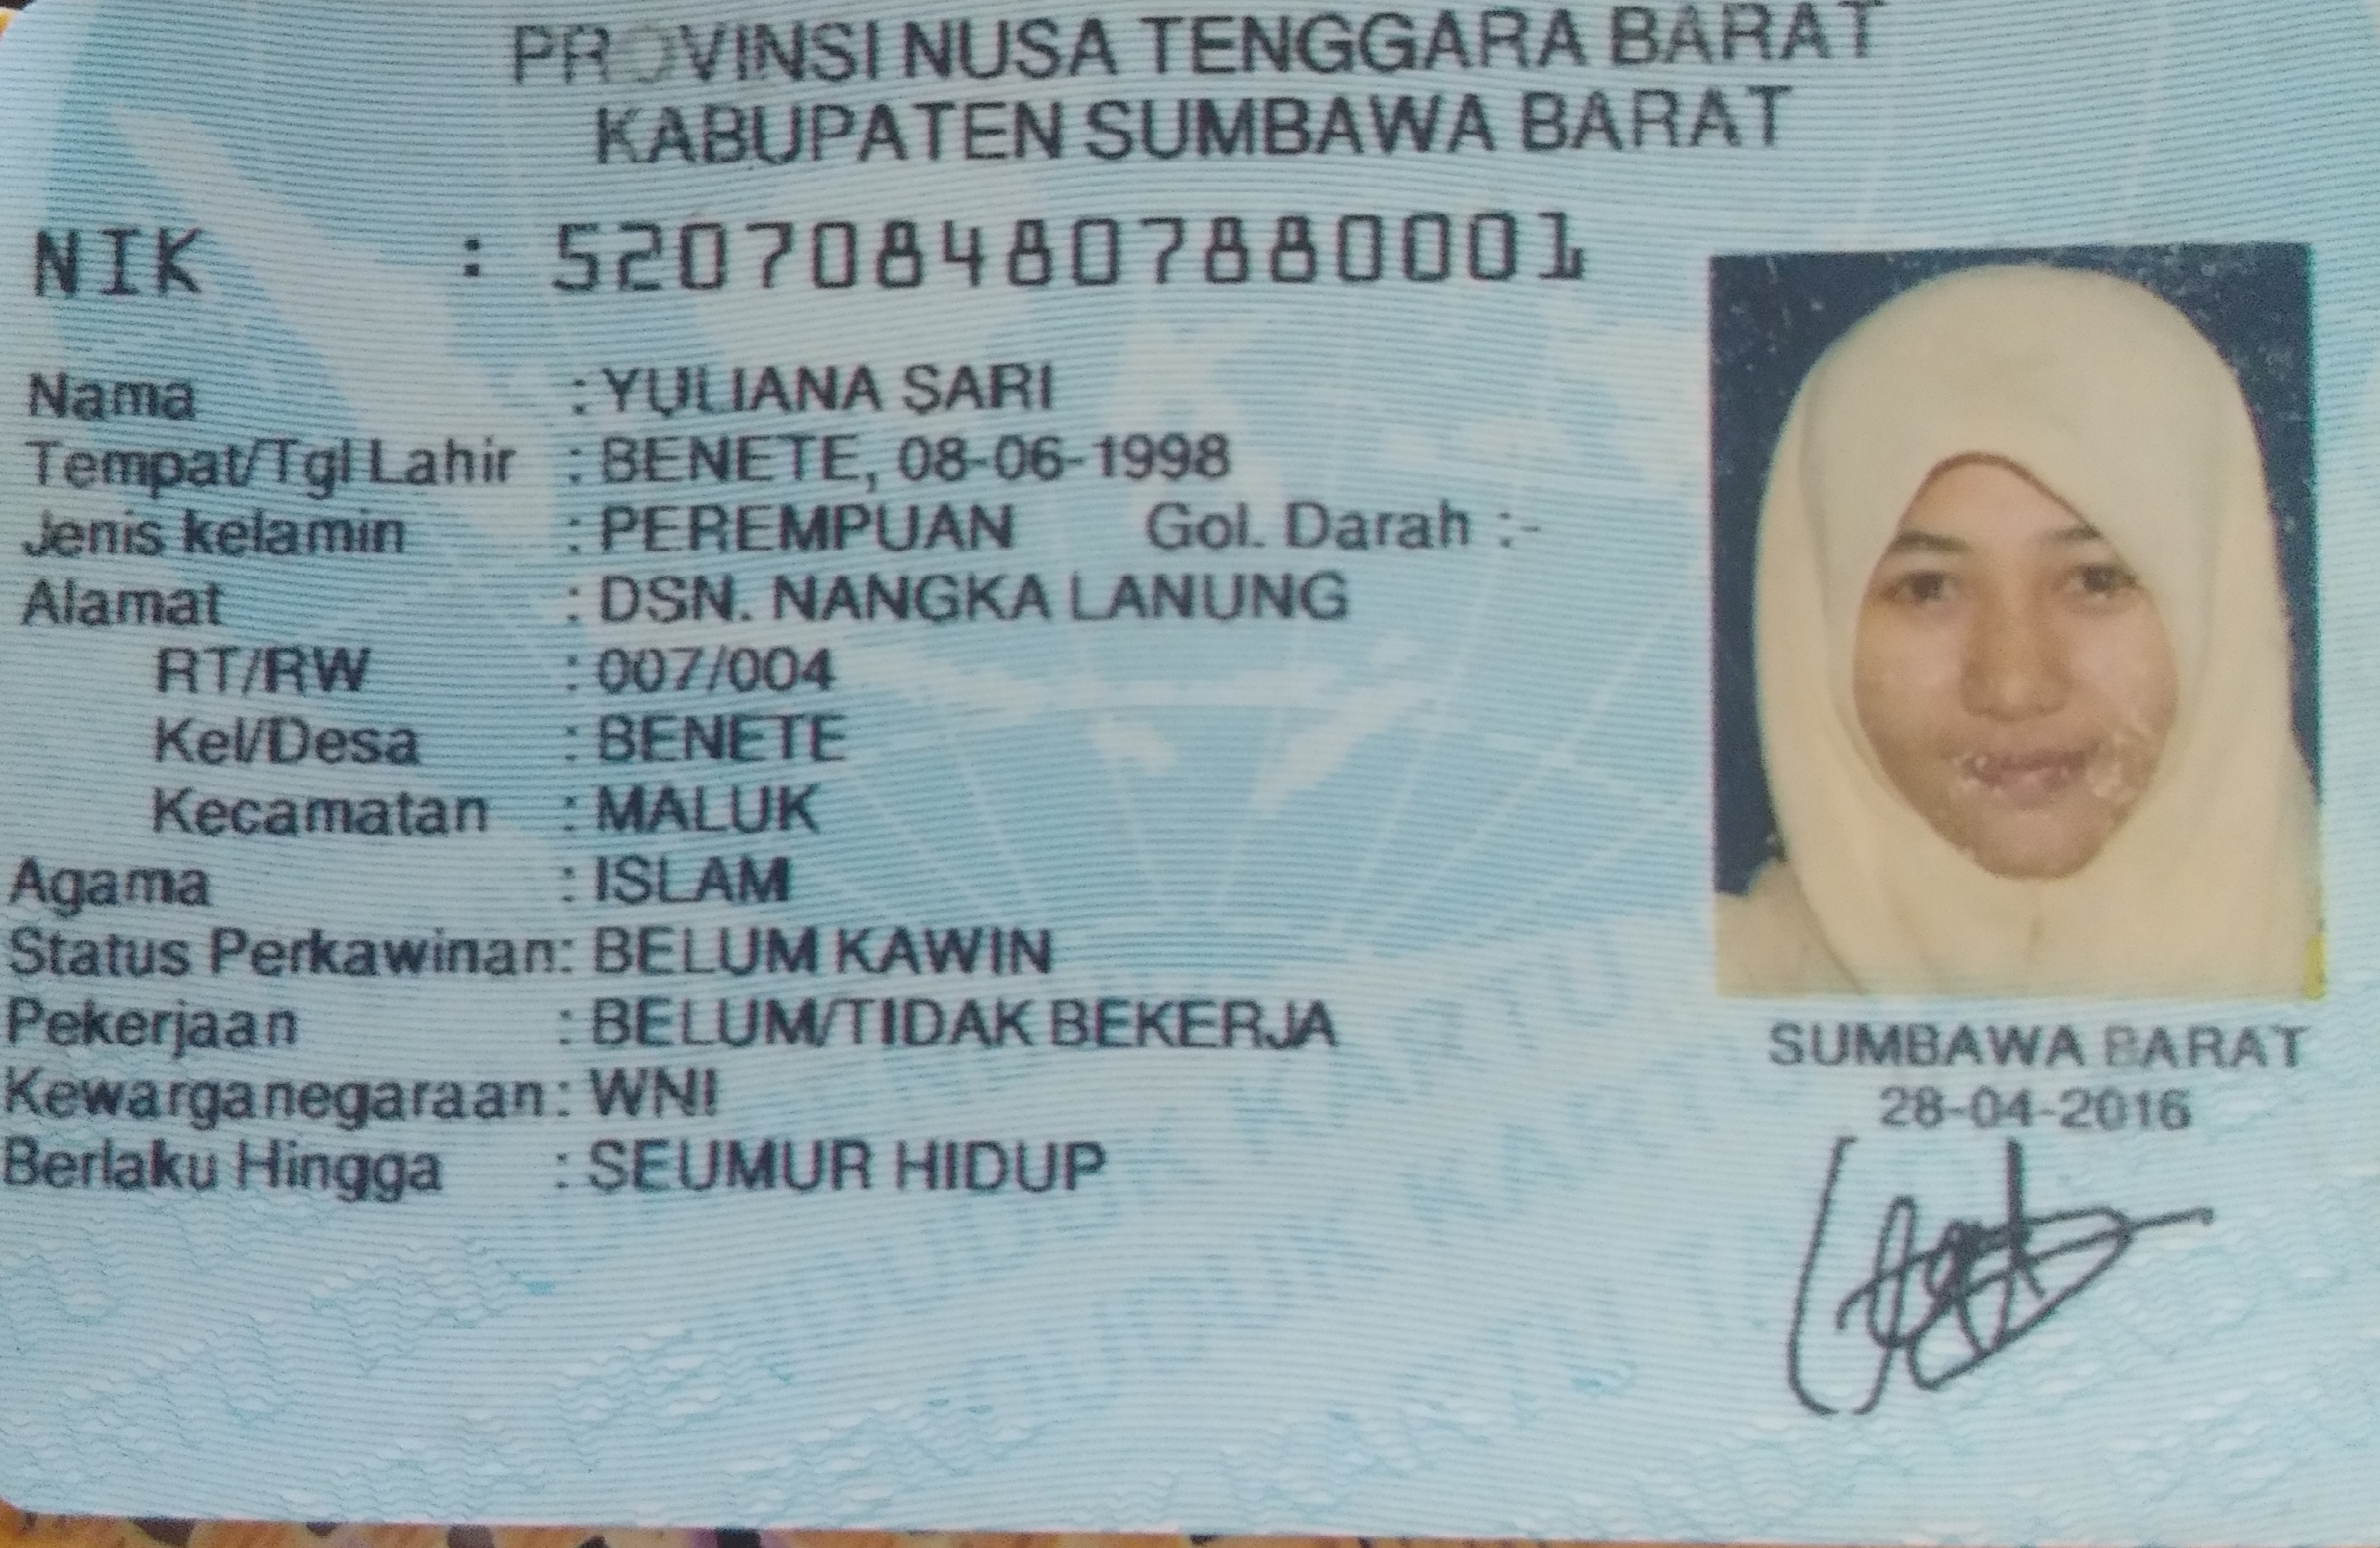 PROVINSI NUSA TENGGARA BARAT
KABUPATEN SUMBAWA BARAT
NIK : 5207084807880001
Nama : YULIANA SARI
Tempat/Tgl Lahir : BENETE, 08-06-1998
Jenis kelamin : PEREMPUAN Gol. Darah :-
Alamat : DSN. NANGKA LANUNG
RT/RW : 007/004
Kel/Desa : BENETE
Kecamatan : MALUK
Agama : ISLAM
Status Perkawinan: BELUM KAWIN
Pekerjaan : BELUM/TIDAK BEKERJA
Kewarganegaraan: WNI
Berlaku Hingga : SEUMUR HIDUP
SUMBAWA BARAT
28-04-2016